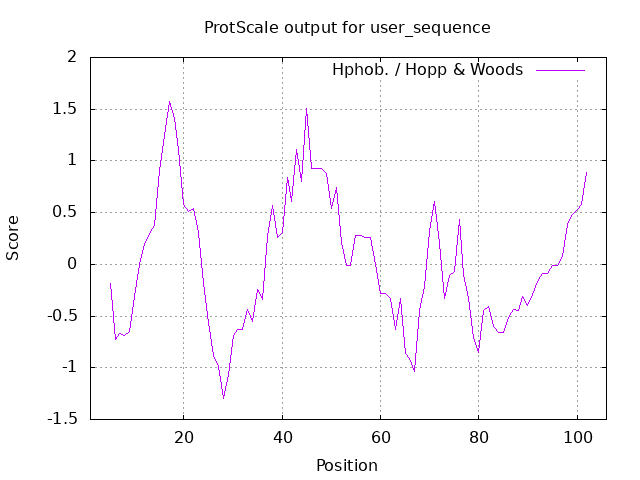 ProtScale output for user_sequence
Hphob. / Hopp & Woods
2
1.5
1
0.5
0
-0.5
-1
-1.5
Score
20 40 60 80 100
Position